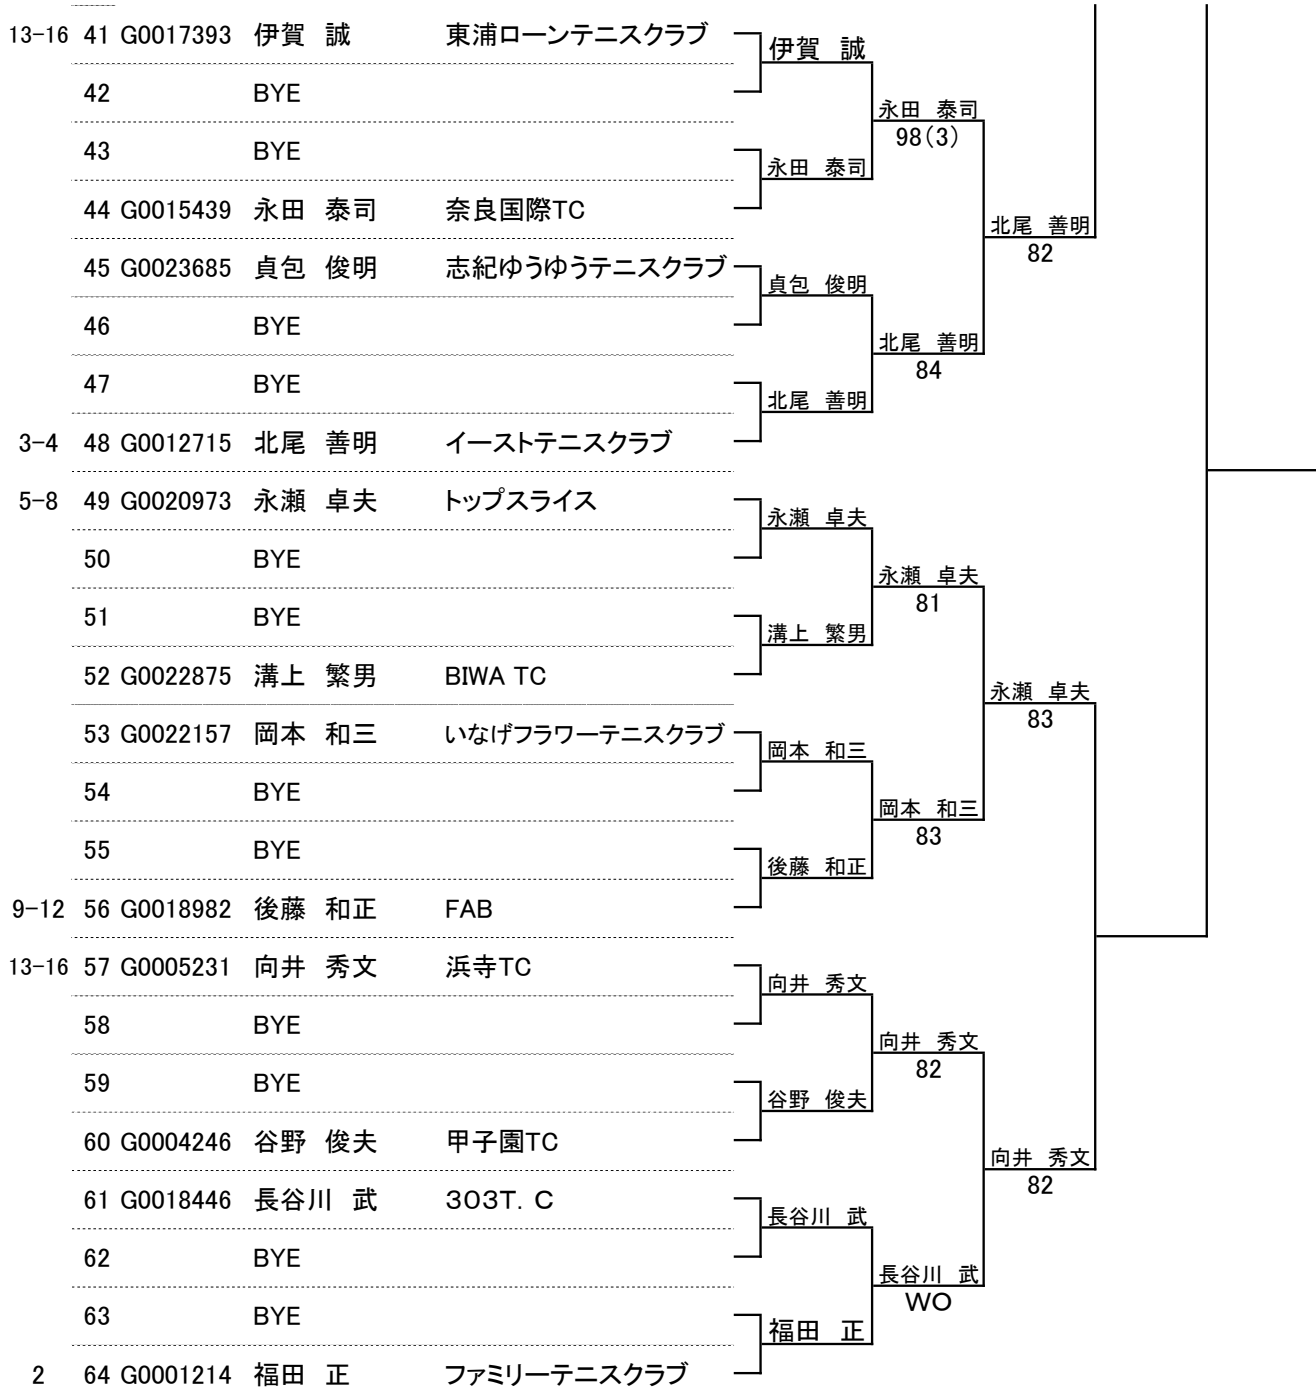 13-16 41 G0017393 伊賀 誠 東浦ローンテニスクラブ
伊賀 誠
42 BYE
永田 泰司
98(3)
43 BYE
永田 泰司
44 G0015439 永田 泰司 奈良国際TC
北尾 善明
82
45 G0023685 貞包 俊明 志紀ゆうゆうテニスクラブ
貞包 俊明
46 BYE
北尾 善明
84
47 BYE
北尾 善明
3-4 48 G0012715 北尾 善明 イーストテニスクラブ
5-8 49 G0020973 永瀬 卓夫 トップスライス
永瀬 卓夫
50 BYE
永瀬 卓夫
81
51 BYE
溝上 繁男
52 G0022875 溝上 繁男 BIWA TC
永瀬 卓夫
83
53 G0022157 岡本 和三 いなげフラワーテニスクラブ
岡本 和三
54 BYE
岡本 和三
83
55 BYE
後藤 和正
9-12 56 G0018982 後藤 和正 FAB
13-16 57 G0005231 向井 秀文 浜寺TC
向井 秀文
58 BYE
向井 秀文
82
59 BYE
谷野 俊夫
60 G0004246 谷野 俊夫 甲子園TC
向井 秀文
82
61 G0018446 長谷川 武 303T. C
長谷川 武
62 BYE
長谷川 武
WO
63 BYE
福田 正
2 64 G0001214 福田 正 ファミリーテニスクラブ